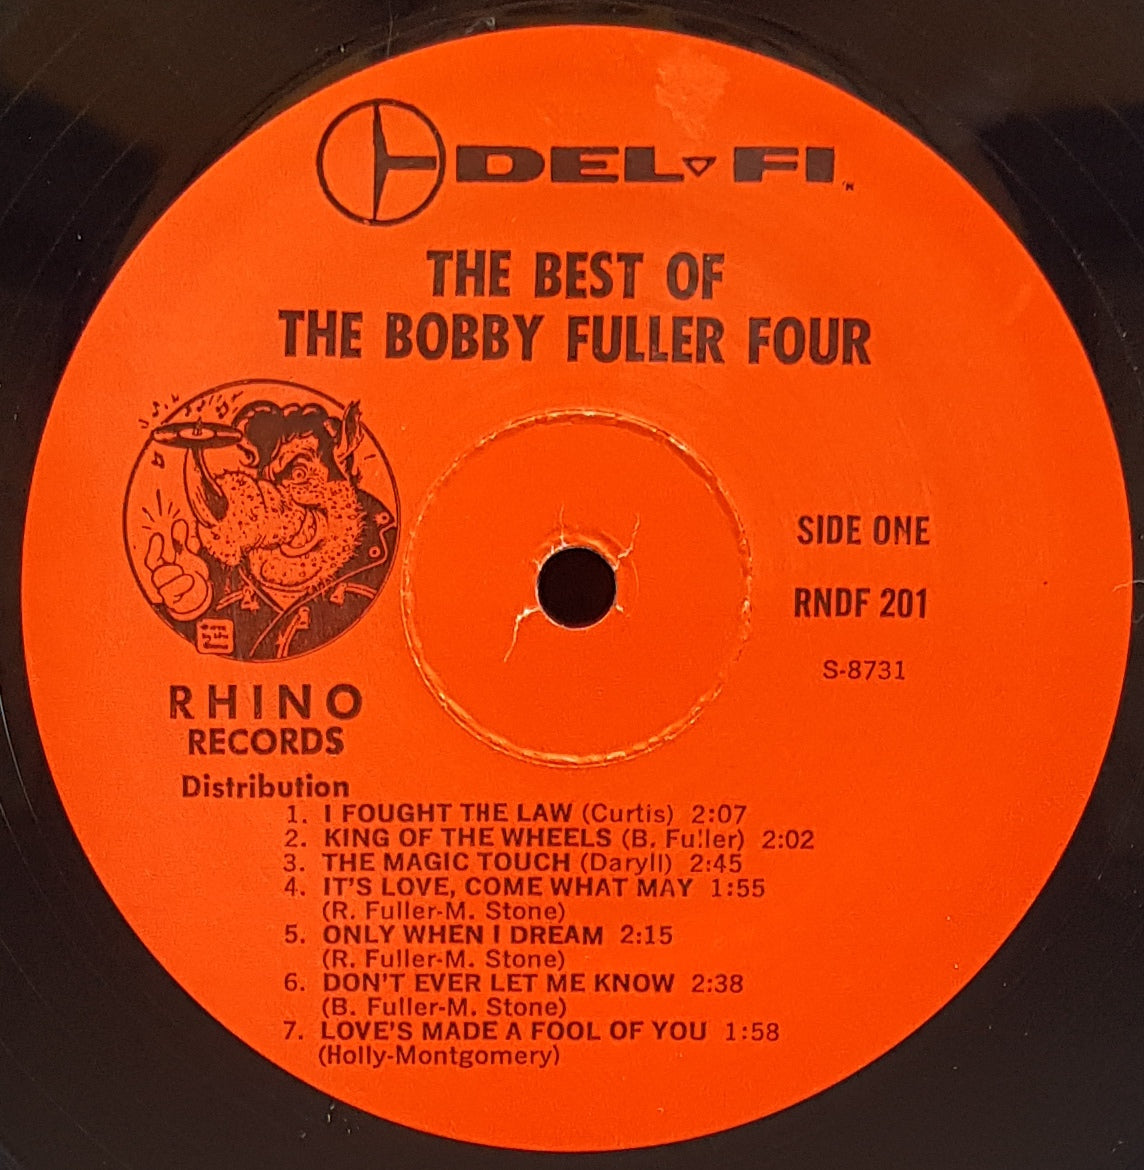 DEL-FI
THE BEST OF
THE BOBBY FULLER FOUR
SIDE ONE
RNDF 201
S-8731
RHINO
RECORDS
Distribution
1. I FOUGHT THE LAW (Curtis) 2:07
2. KING OF THE WHEELS (B. Fuller) 2:02
3. THE MAGIC TOUCH (Daryll) 2:45
4. IT'S LOVE, COME WHAT MAY 1:55
(R. Fuller-M. Stone)
5. ONLY WHEN I DREAM 2:15
(R. Fuller-M. Stone)
6. DON'T EVER LET ME KNOW 2:38
(B. Fuller-M. Stone)
7. LOVE'S MADE A FOOL OF YOU 1:58
(Holly-Montgomery)